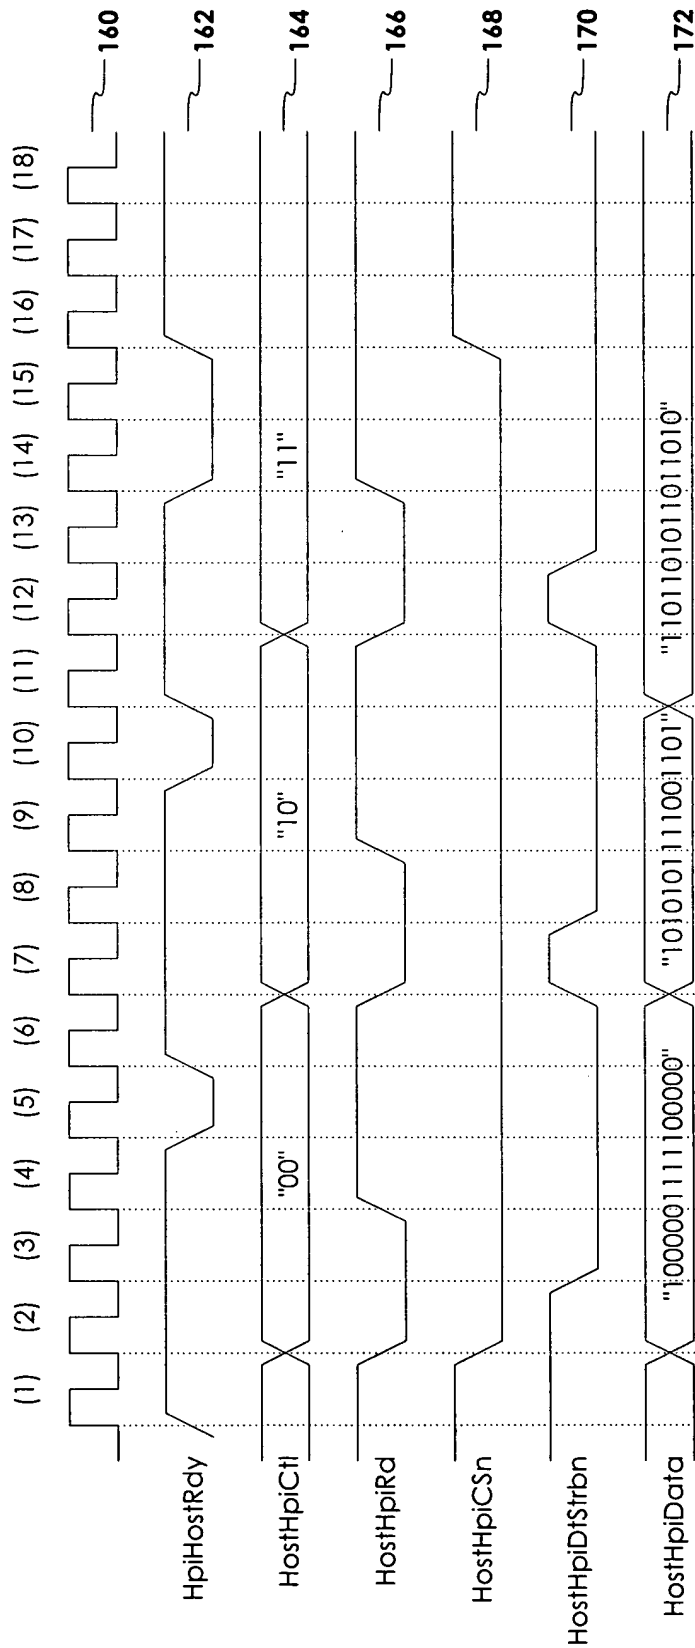 (1) (2) (3) (4) (5) (6) (7) (8) (9) (10) (11) (12) (13) (14) (15) (16) (17) (18)
160
HpiHostRdy 162
HostHpiCtl "00" "10" "11" 164
HostHpiRd 166
HostHpiCSn 168
HostHpiDtStrbn 170
HostHpiData "1000001111100000" "1010101111001101" "1101101011011010" 172